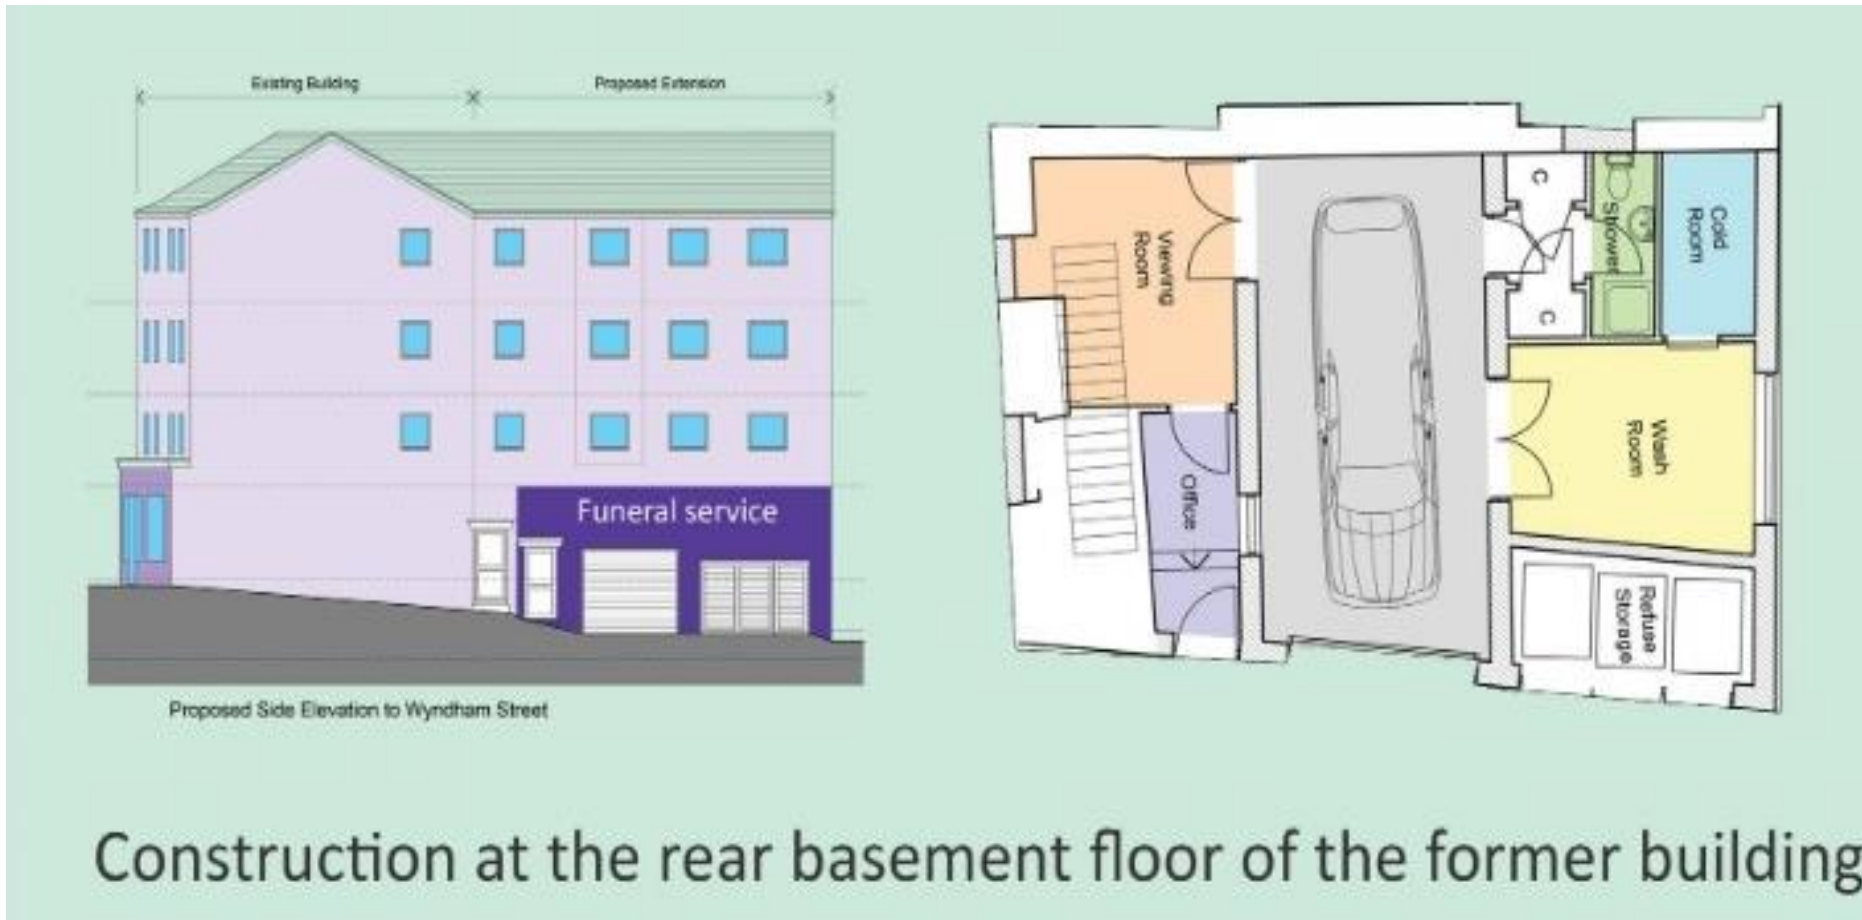 Existing Building
Proposed Extension
Funeral service
Proposed Side Elevation to Wyndham Street
Viewing
Room
Office
C
C
Shower
Cold
Room
Wash
Room
Refuse
Storage
Construction at the rear basement floor of the former building